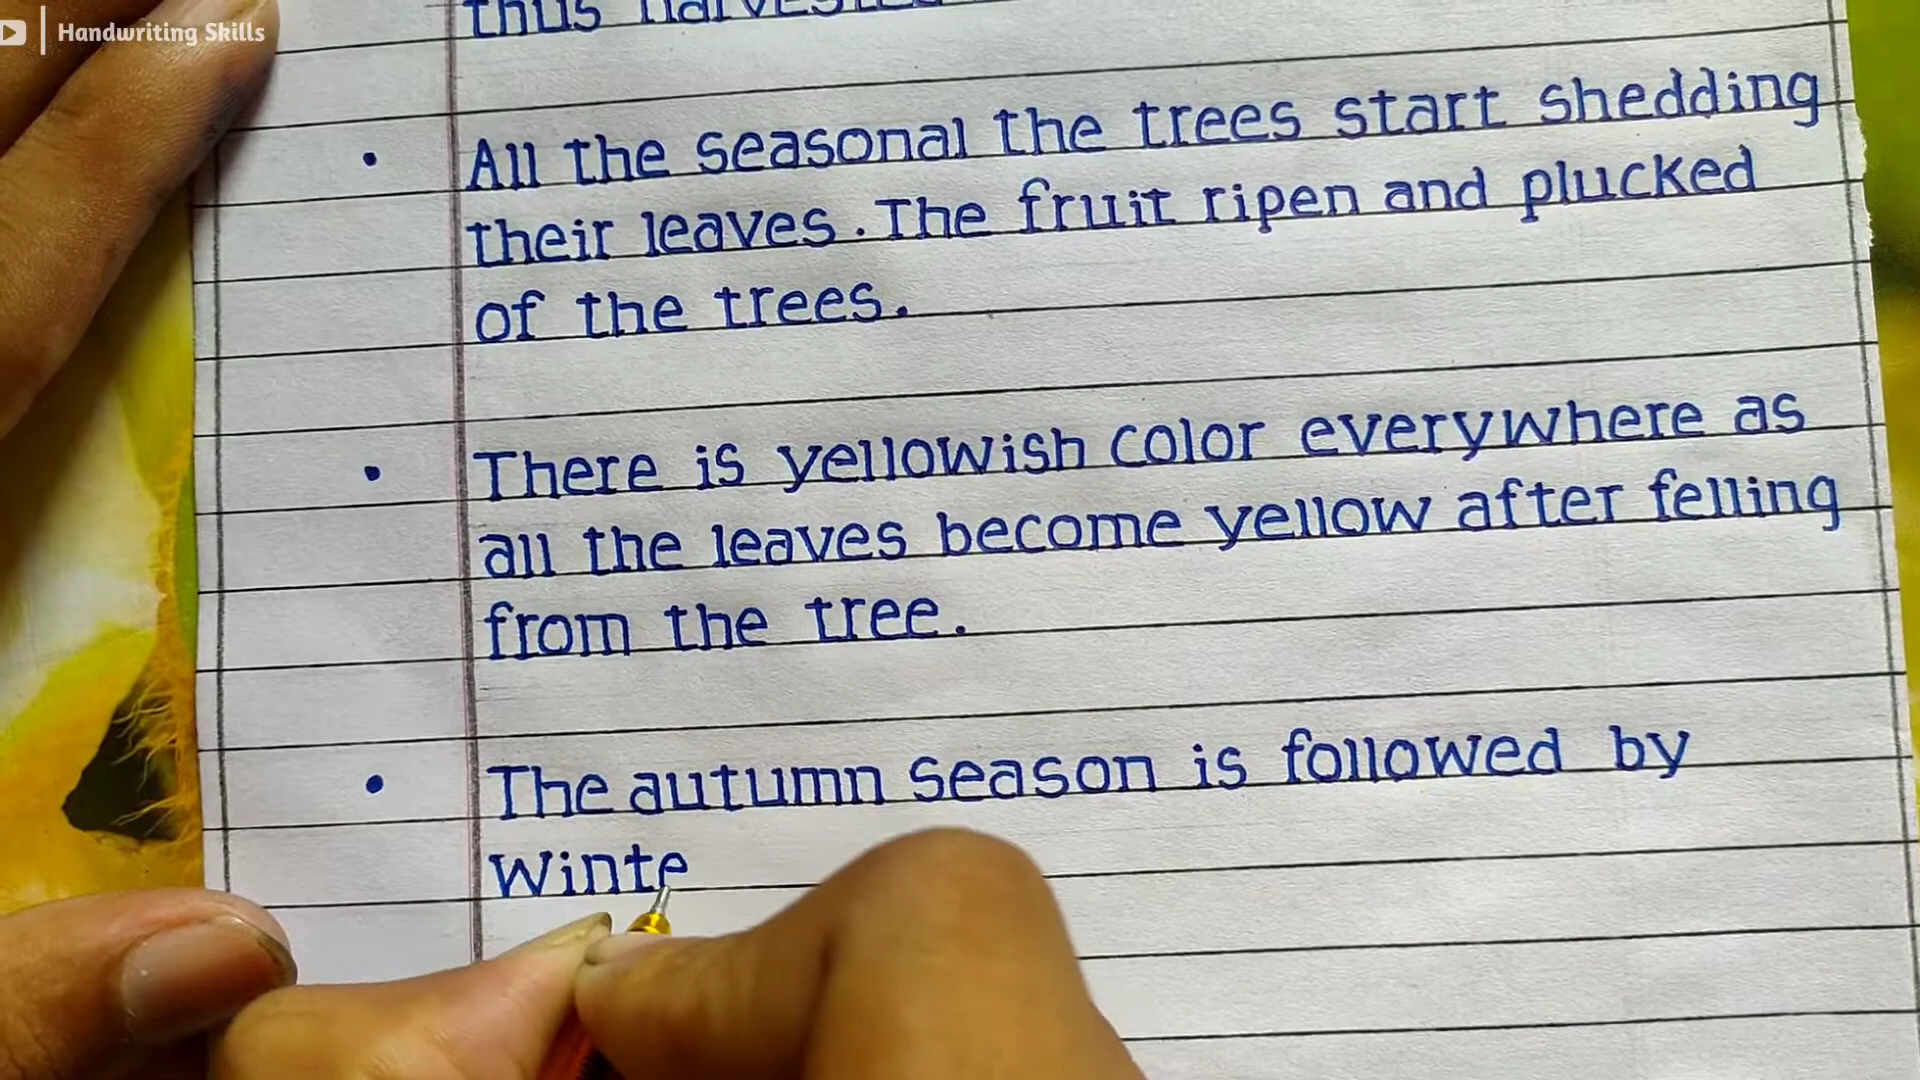 Handwriting Skills
thus harvested
All the seasonal the trees start shedding
their leaves. The fruit ripen and plucked
of the trees.
There is yellowish color everywhere as
all the leaves become yellow after felling
from the tree.
The autumn season is followed by
Winte